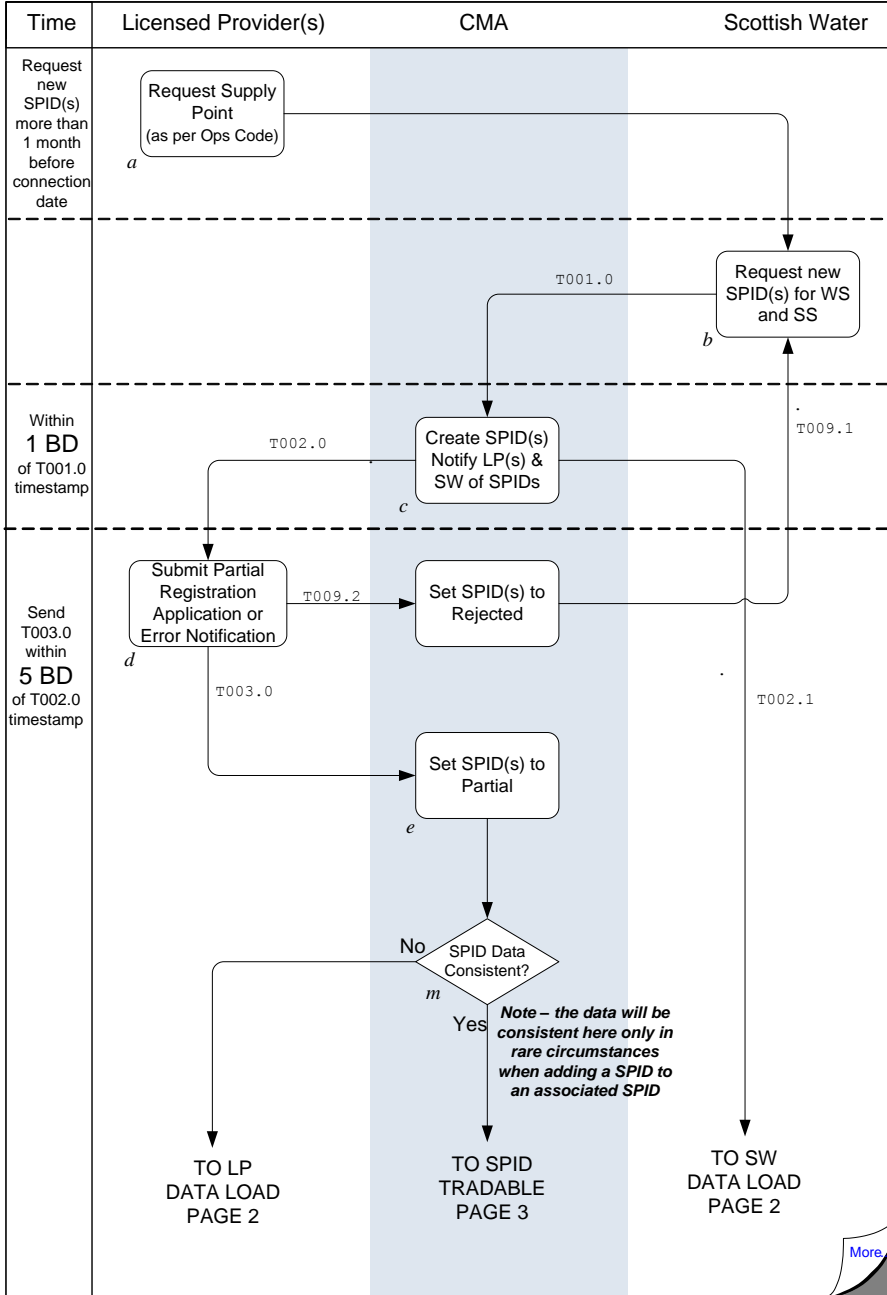 Time
Licensed Provider(s)
CMA
Scottish Water
Request
new
SPID(s)
more than
1 month
before
connection
date
Request Supply
Point
(as per Ops Code)
a
Request new
SPID(s) for WS
and SS
b
T001.0
Within
1 BD
of T001.0
timestamp
T002.0
Create SPID(s)
Notify LP(s) &
SW of SPIDs
c
T009.1
Send
T003.0
within
5 BD
of T002.0
timestamp
Submit Partial
Registration
Application or
Error Notification
d
T009.2
Set SPID(s) to
Rejected
T003.0
T002.1
Set SPID(s) to
Partial
e
No
SPID Data
Consistent?
m
Yes
Note – the data will be
consistent here only in
rare circumstances
when adding a SPID to
an associated SPID
TO LP
DATA LOAD
PAGE 2
TO SPID
TRADABLE
PAGE 3
TO SW
DATA LOAD
PAGE 2
More.